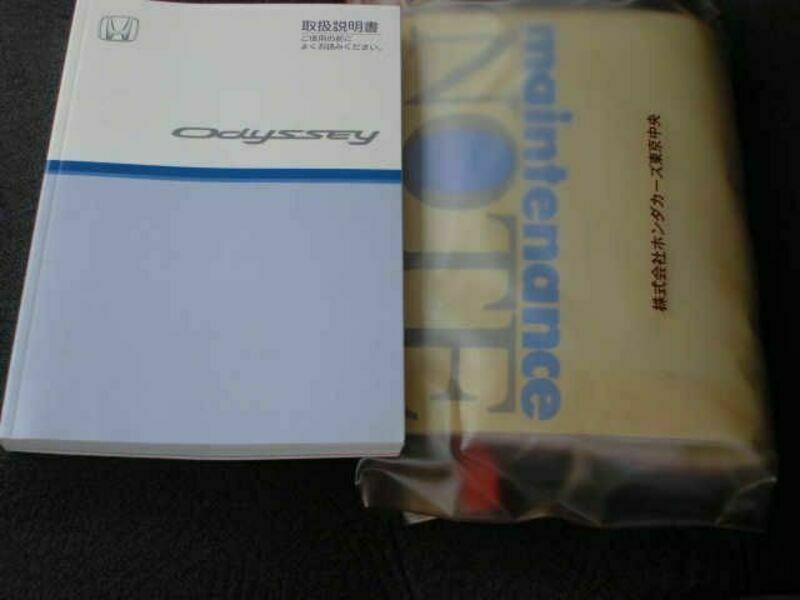 取扱説明書
ご使用の前に
よくお読みください。
Odyssey
maintenance
NOTE
株式会社ホンダカーズ東京中央